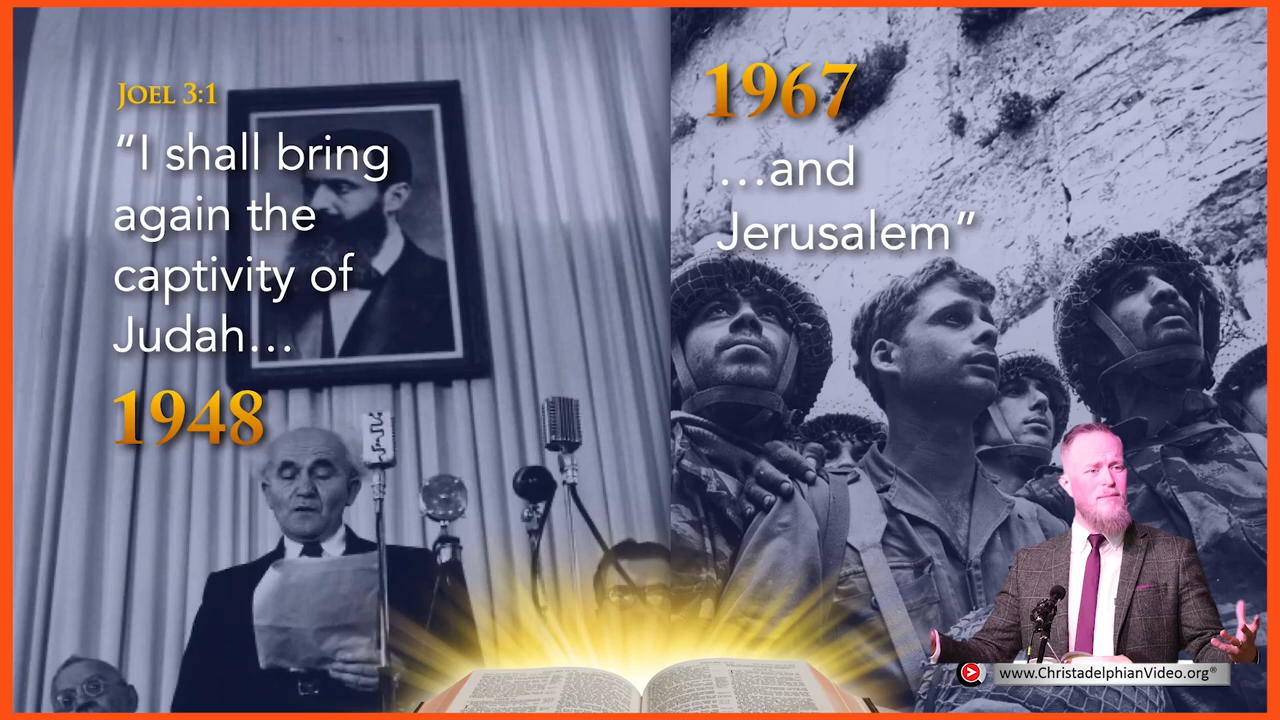 JOEL 3:1
“I shall bring
again the
captivity of
Judah…
1948
1967
…and
Jerusalem”
www.ChristadelphianVideo.org®